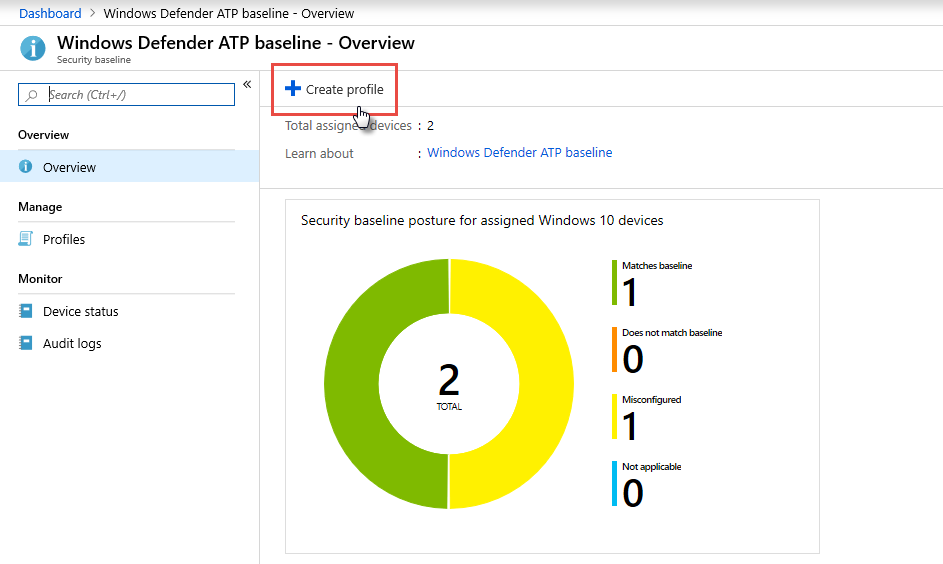 Dashboard > Windows Defender ATP baseline - Overview
Windows Defender ATP baseline - Overview
Security baseline
Search (Ctrl+/)
«
Overview
Overview
Manage
Profiles
Monitor
Device status
Audit logs
Create profile
Total assigned devices : 2
Learn about : Windows Defender ATP baseline
Security baseline posture for assigned Windows 10 devices
2
TOTAL
Matches baseline
1
Does not match baseline
0
Misconfigured
1
Not applicable
0